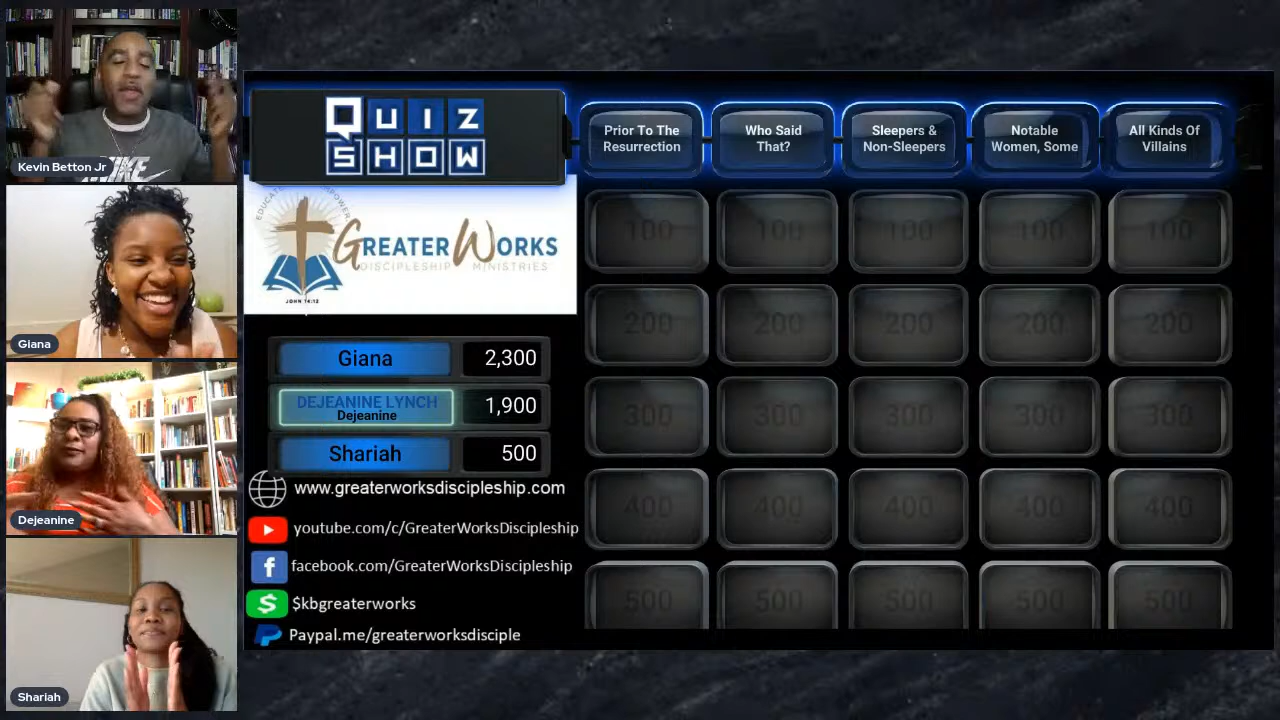 Kevin Betton Jr
Giana
Dejeanine
Shariah
QUIZ
SHOW
EMPOWER
GREATER WORKS
DISCIPLESHIP MINISTRIES
JOHN 14:12
Giana 2,300
DEJEANINE LYNCH
Dejeanine 1,900
Shariah 500
www.greaterworksdiscipleship.com
youtube.com/c/GreaterWorksDiscipleship
facebook.com/GreaterWorksDiscipleship
$kbgreaterworks
Paypal.me/greaterworksdisciple
Prior To The
Resurrection
Who Said
That?
Sleepers &
Non-Sleepers
Notable
Women, Some
All Kinds Of
Villains
100 100 100 100 100
200 200 200 200 200
300 300 300 300 300
400 400 400 400 400
500 500 500 500 500